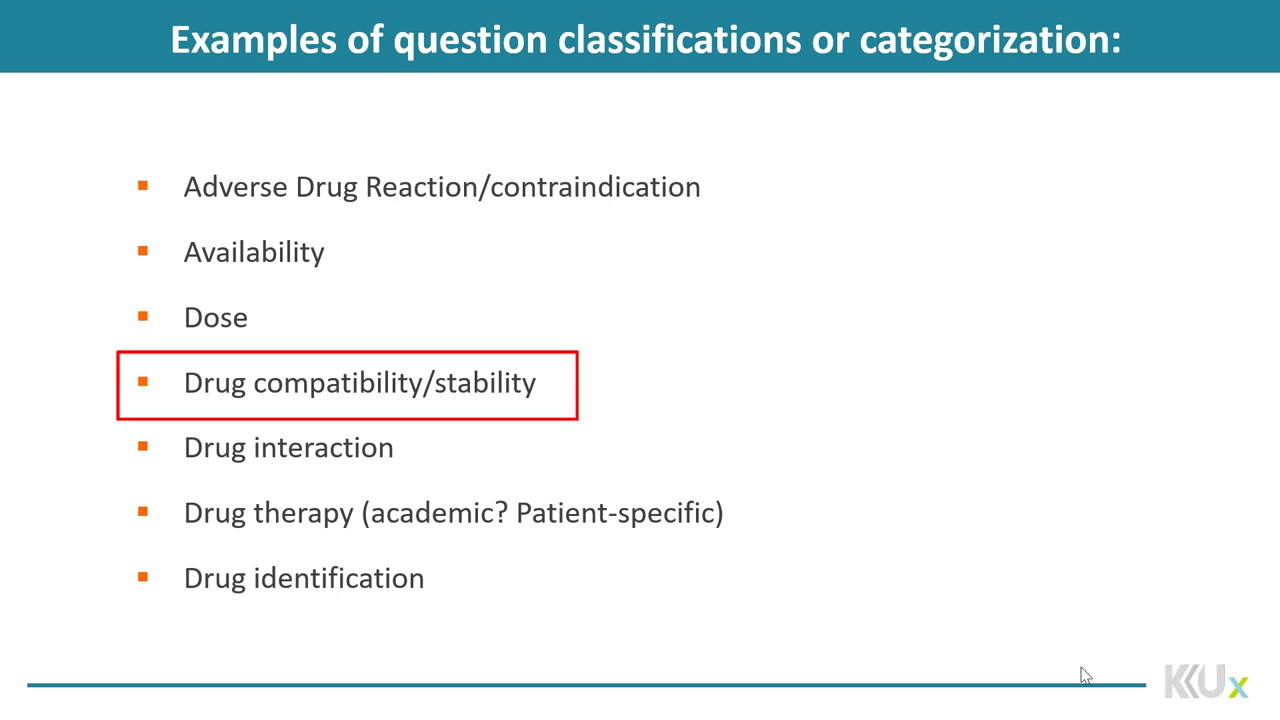 Examples of question classifications or categorization:
▪ Adverse Drug Reaction/contraindication
▪ Availability
▪ Dose
▪ Drug compatibility/stability
▪ Drug interaction
▪ Drug therapy (academic? Patient-specific)
▪ Drug identification
KKUx